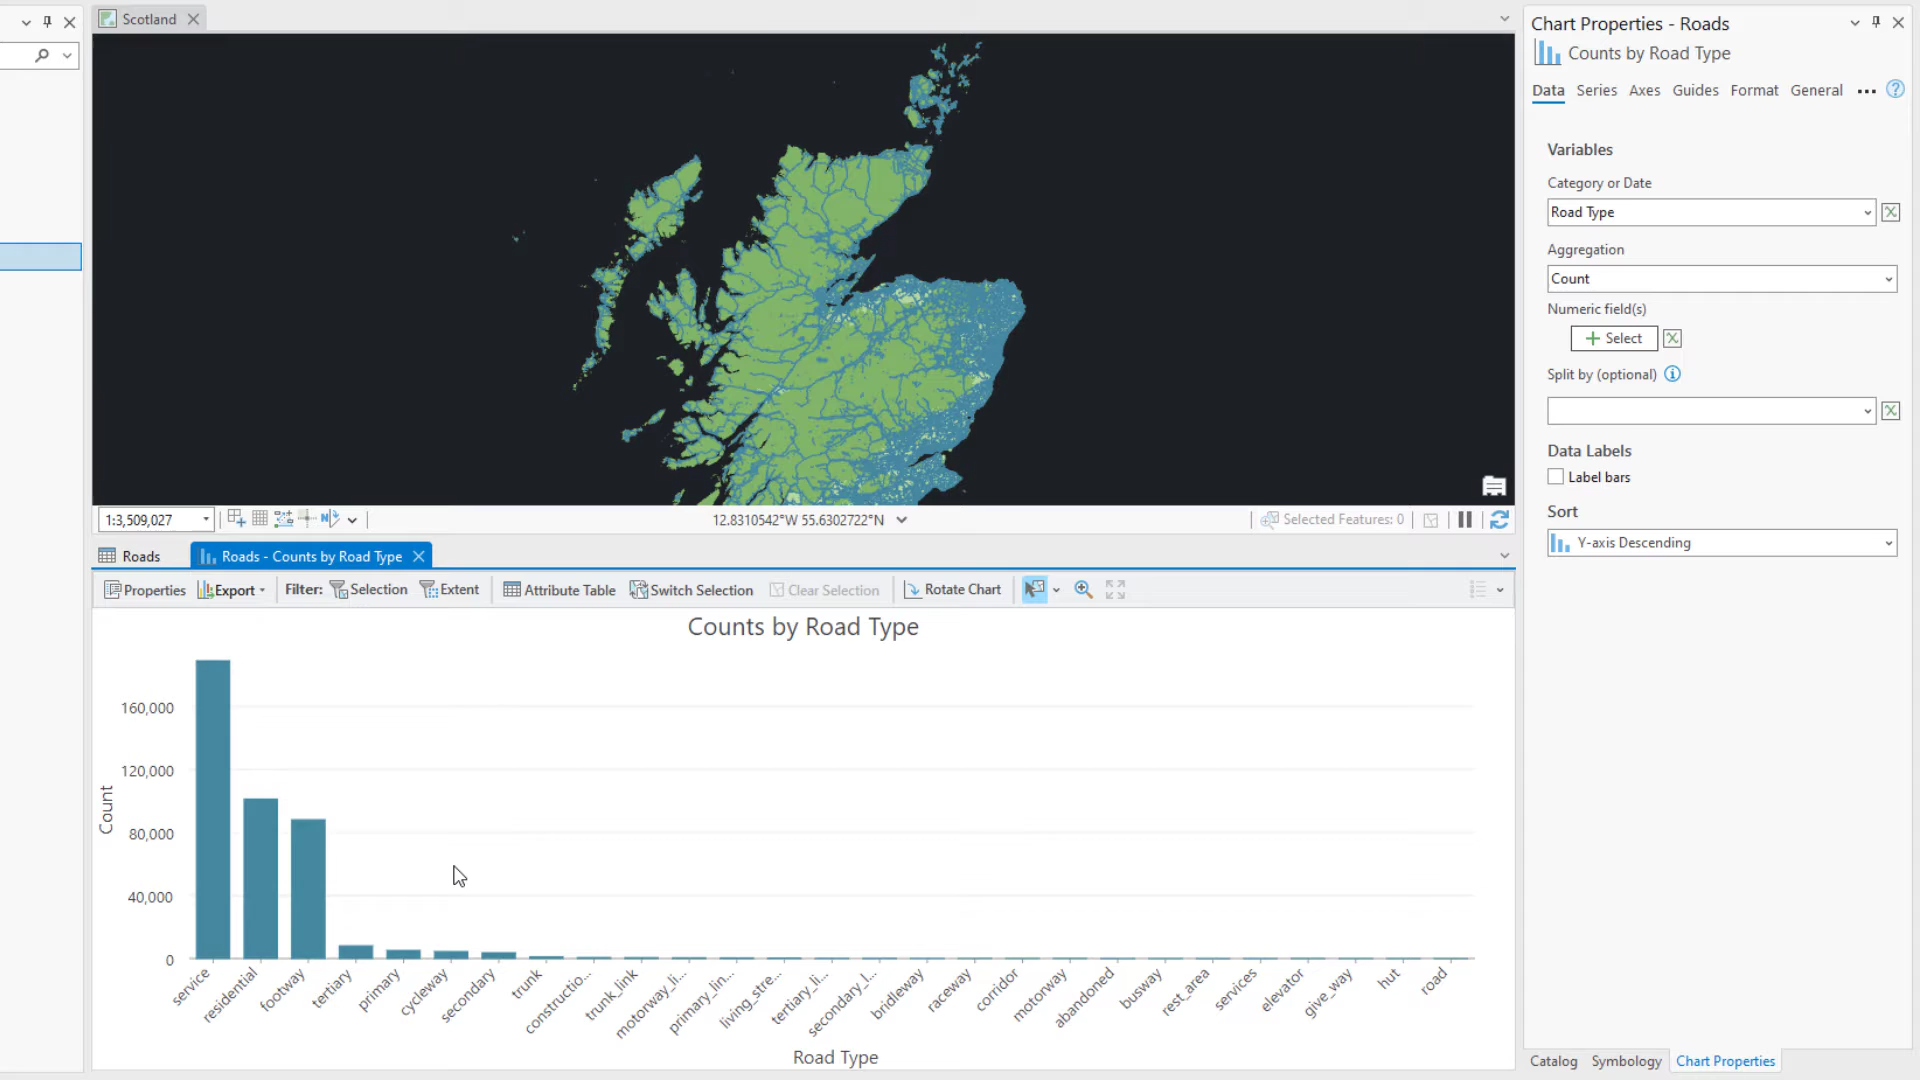 Scotland
1:3,509,027
12.8310542°W 55.6302722°N
Selected Features: 0
Roads
Roads - Counts by Road Type
Properties
Export
Filter:
Selection
Extent
Attribute Table
Switch Selection
Clear Selection
Rotate Chart
Counts by Road Type
Count
160,000
120,000
80,000
40,000
0
service
residential
footway
tertiary
primary
cycleway
secondary
trunk
constructio...
trunk_link
motorway_li...
primary_lin...
living_stre...
tertiary_li...
secondary_l...
bridleway
raceway
corridor
motorway
abandoned
busway
rest_area
services
elevator
give_way
hut
road
Road Type
Chart Properties - Roads
Counts by Road Type
Data Series Axes Guides Format General ... ?
Variables
Category or Date
Road Type
Aggregation
Count
Numeric field(s)
+ Select
Split by (optional)
Data Labels
Label bars
Sort
Y-axis Descending
Catalog Symbology Chart Properties